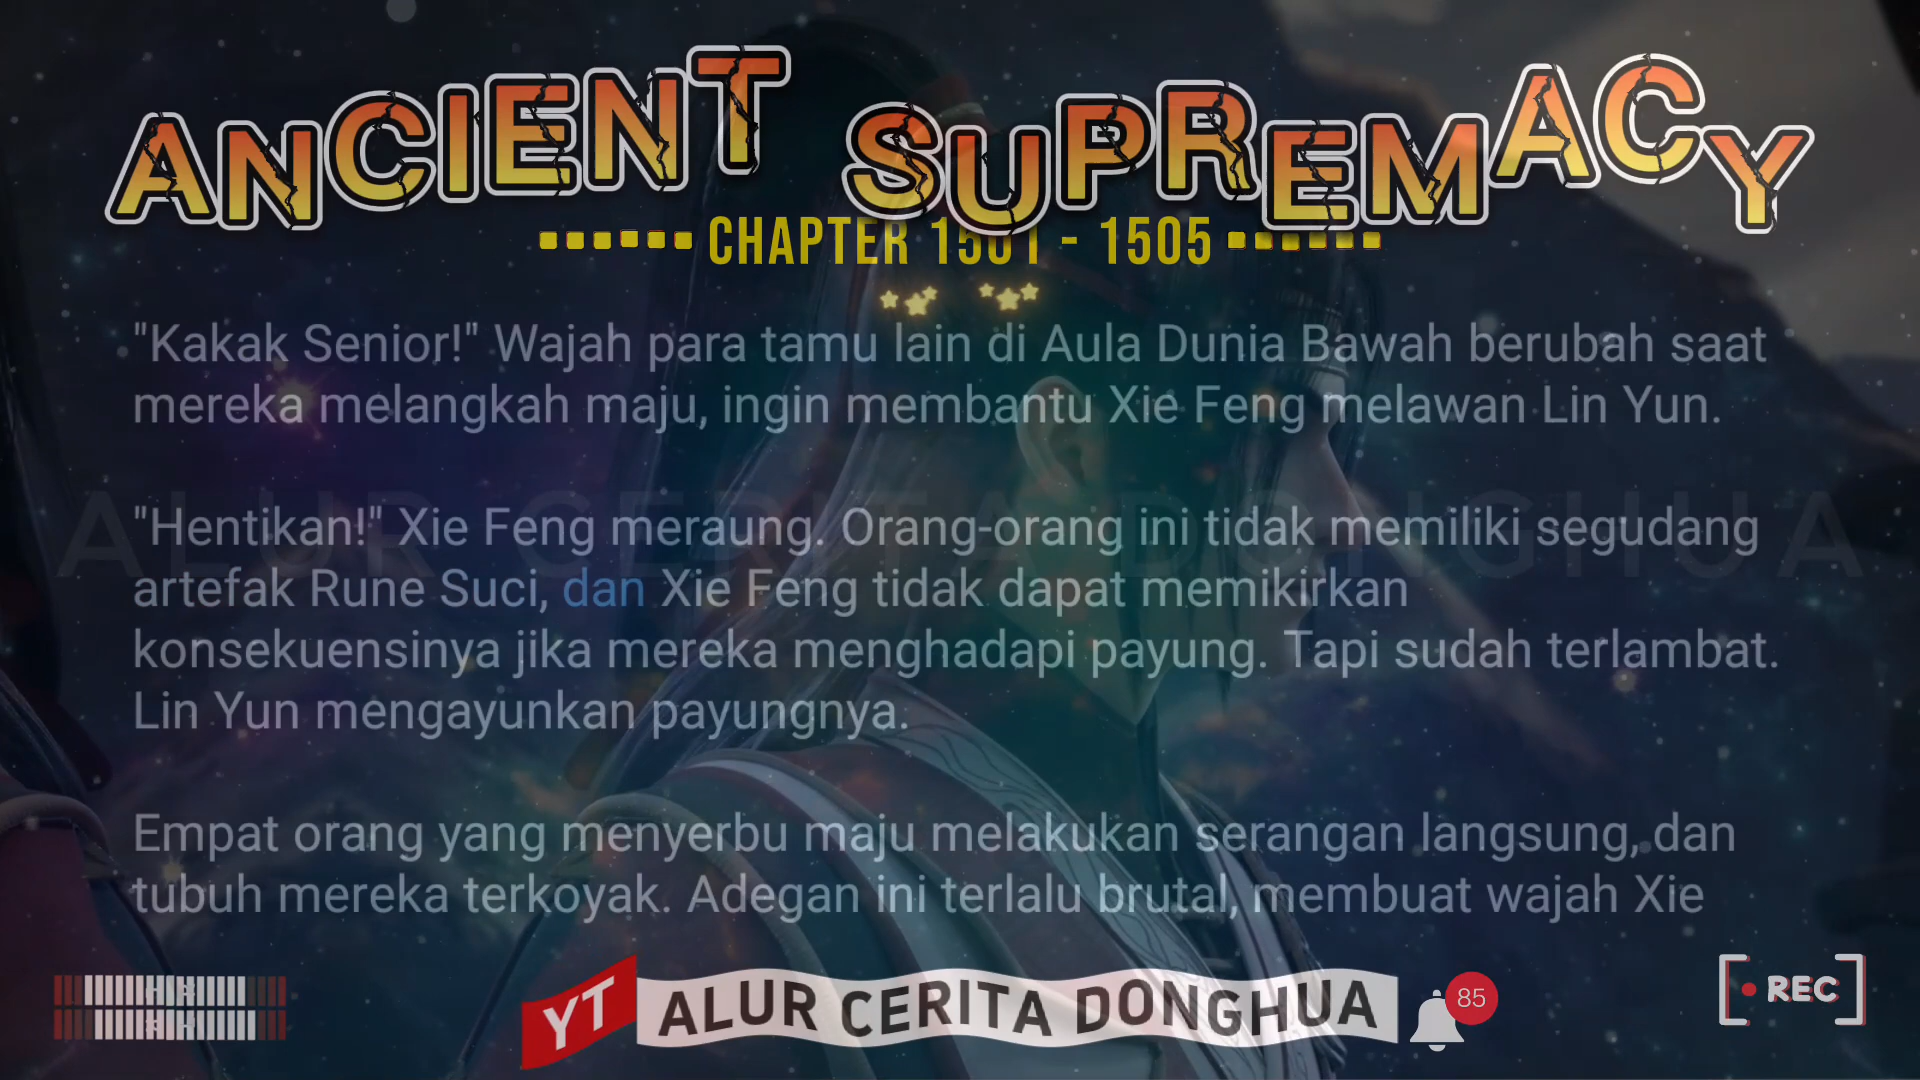 ANCIENT SUPREMACY
CHAPTER 1501 - 1505
"Kakak Senior!" Wajah para tamu lain di Aula Dunia Bawah berubah saat
mereka melangkah maju, ingin membantu Xie Feng melawan Lin Yun.
ALUR CERITA DONGHUA
"Hentikan!" Xie Feng meraung. Orang-orang ini tidak memiliki segudang
artefak Rune Suci, dan Xie Feng tidak dapat memikirkan
konsekuensinya jika mereka menghadapi payung. Tapi sudah terlambat.
Lin Yun mengayunkan payungnya.
Empat orang yang menyerbu maju melakukan serangan langsung, dan
tubuh mereka terkoyak. Adegan ini terlalu brutal, membuat wajah Xie
YT ALUR CERITA DONGHUA
85
REC